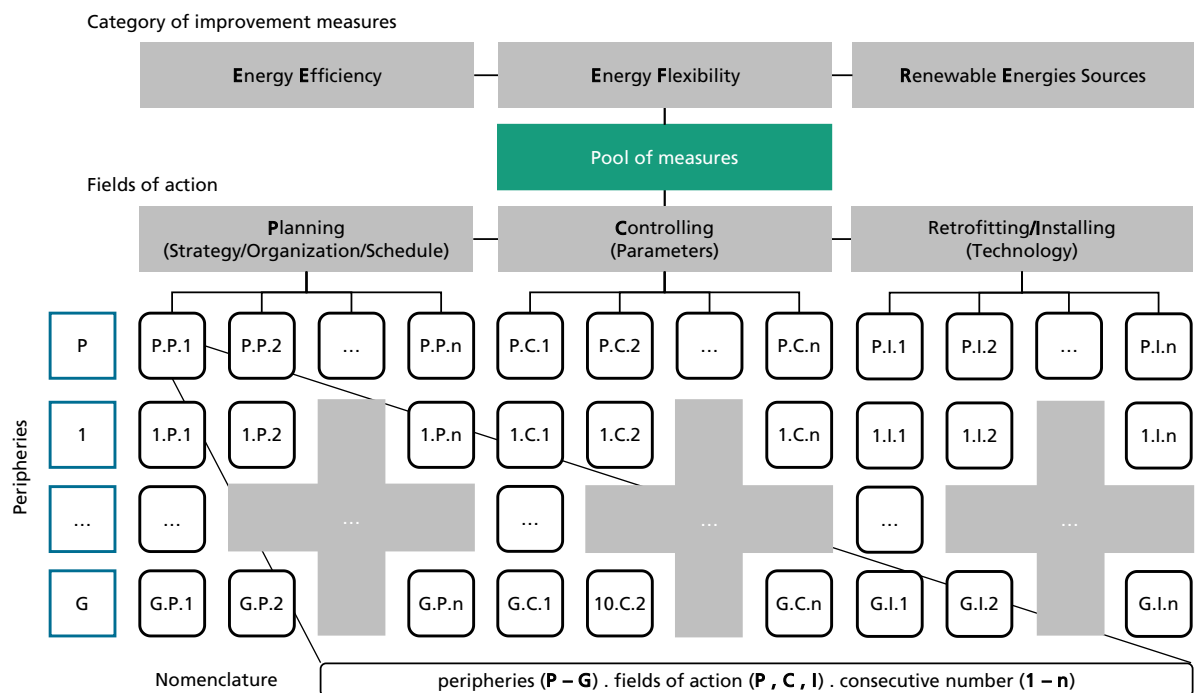 Category of improvement measures
Energy Efficiency
Energy Flexibility
Renewable Energies Sources
Pool of measures
Fields of action
Planning
(Strategy/Organization/Schedule)
Controlling
(Parameters)
Retrofitting/Installing
(Technology)
Peripheries
P P.P.1 P.P.2 ... P.P.n P.C.1 P.C.2 ... P.C.n P.I.1 P.I.2 ... P.I.n
1 1.P.1 1.P.2 1.P.n 1.C.1 1.C.2 1.C.n 1.I.1 1.I.2 1.I.n
... ... ... ... ... ... ...
G G.P.1 G.P.2 G.P.n G.C.1 10.C.2 G.C.n G.I.1 G.I.2 G.I.n
Nomenclature
peripheries (P – G) . fields of action (P , C , I) . consecutive number (1 – n)